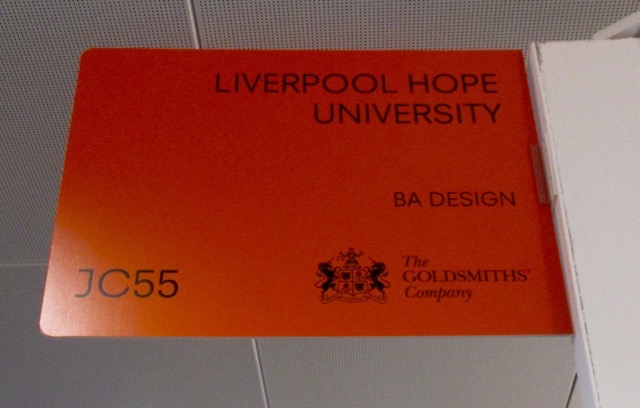 LIVERPOOL HOPE
UNIVERSITY
BA DESIGN
JC55
The
GOLDSMITHS'
Company